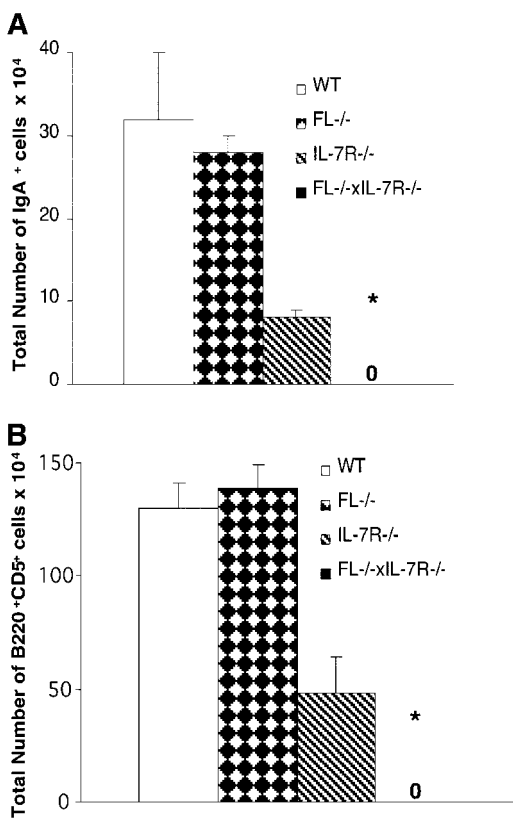 A
Total Number of IgA + cells x 10⁴
40
30
20
10
0
WT
FL-/-
IL-7R-/-
FL-/-xIL-7R-/-
*
0
B
Total Number of B220 +CD5+ cells x 10⁴
150
100
50
0
WT
FL-/-
IL-7R-/-
FL-/-xIL-7R-/-
*
0